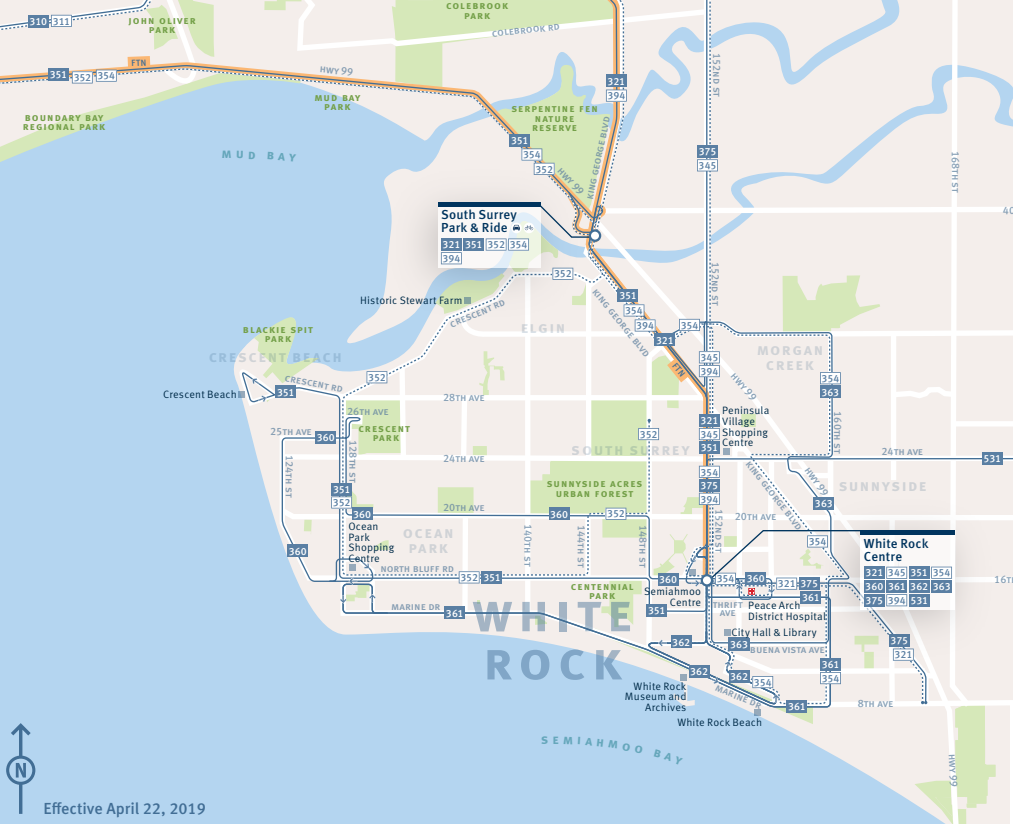 310 311
JOHN OLIVER
PARK
COLEBROOK
PARK
COLEBROOK RD
FTN
351 352 354
HWY 99
152ND ST
321
394
MUD BAY
PARK
SERPENTINE FEN
NATURE
RESERVE
BOUNDARY BAY
REGIONAL PARK
MUD BAY
351
354
352
HWY 99
KING GEORGE BLVD
375
345
168TH ST
South Surrey
Park & Ride
321 351 352 354
394
40
352
152ND ST
Historic Stewart Farm
CRESCENT RD
351
354
394
KING GEORGE BLVD
321
354
ELGIN
BLACKIE SPIT
PARK
CRESCENT BEACH
345
394
MORGAN
CREEK
FTN
HWY 99
352
354
363
Crescent Beach
351
CRESCENT RD
28TH AVE
26TH AVE
CRESCENT
PARK
25TH AVE
360
128TH ST
124TH ST
352
321
345
351
Peninsula
Village
Shopping
Centre
160TH ST
SOUTH SURREY
24TH AVE
24TH AVE
531
KING GEORGE BLVD
HWY 99
SUNNYSIDE
354
375
394
SUNNYSIDE ACRES
URBAN FOREST
351
352
363
360
20TH AVE
360
352
152ND ST
20TH AVE
Ocean
Park
Shopping
Centre
OCEAN
PARK
140TH ST
144TH ST
148TH ST
354
360
White Rock
Centre
321 345 351 354
360 361 362 363
375 394 531
NORTH BLUFF RD
352 351
360
354 360 321 375
16T
CENTENNIAL
PARK
Semiahmoo
Centre
351
361
THRIFT
AVE
Peace Arch
District Hospital
MARINE DR
361
WHITE
ROCK
City Hall & Library
362
363
BUENA VISTA AVE
375
321
361
354
362
362
354
White Rock
Museum and
Archives
MARINE DR
361
8TH AVE
White Rock Beach
SEMIAHMOO BAY
HWY 99
N
Effective April 22, 2019